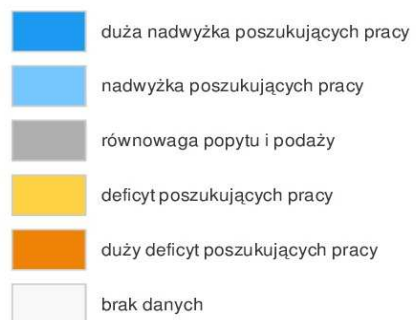 duża nadwyżka poszukujących pracy
nadwyżka poszukujących pracy
równowaga popytu i podaży
deficyt poszukujących pracy
duży deficyt poszukujących pracy
brak danych